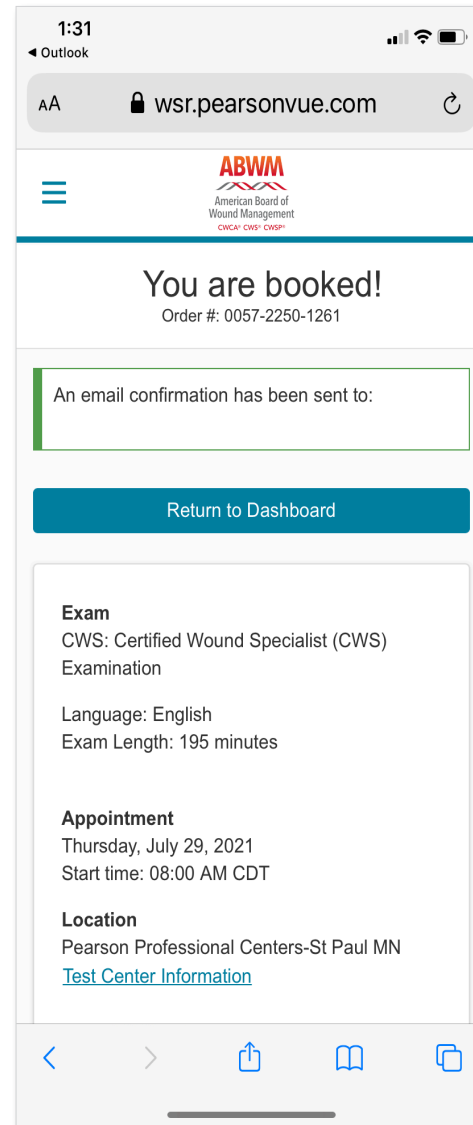 1:31
◀ Outlook
AA wsr.pearsonvue.com
ABWM
American Board of
Wound Management
CWCA® CWS® CWSP®
You are booked!
Order #: 0057-2250-1261
An email confirmation has been sent to:
Return to Dashboard
Exam
CWS: Certified Wound Specialist (CWS)
Examination
Language: English
Exam Length: 195 minutes
Appointment
Thursday, July 29, 2021
Start time: 08:00 AM CDT
Location
Pearson Professional Centers-St Paul MN
Test Center Information